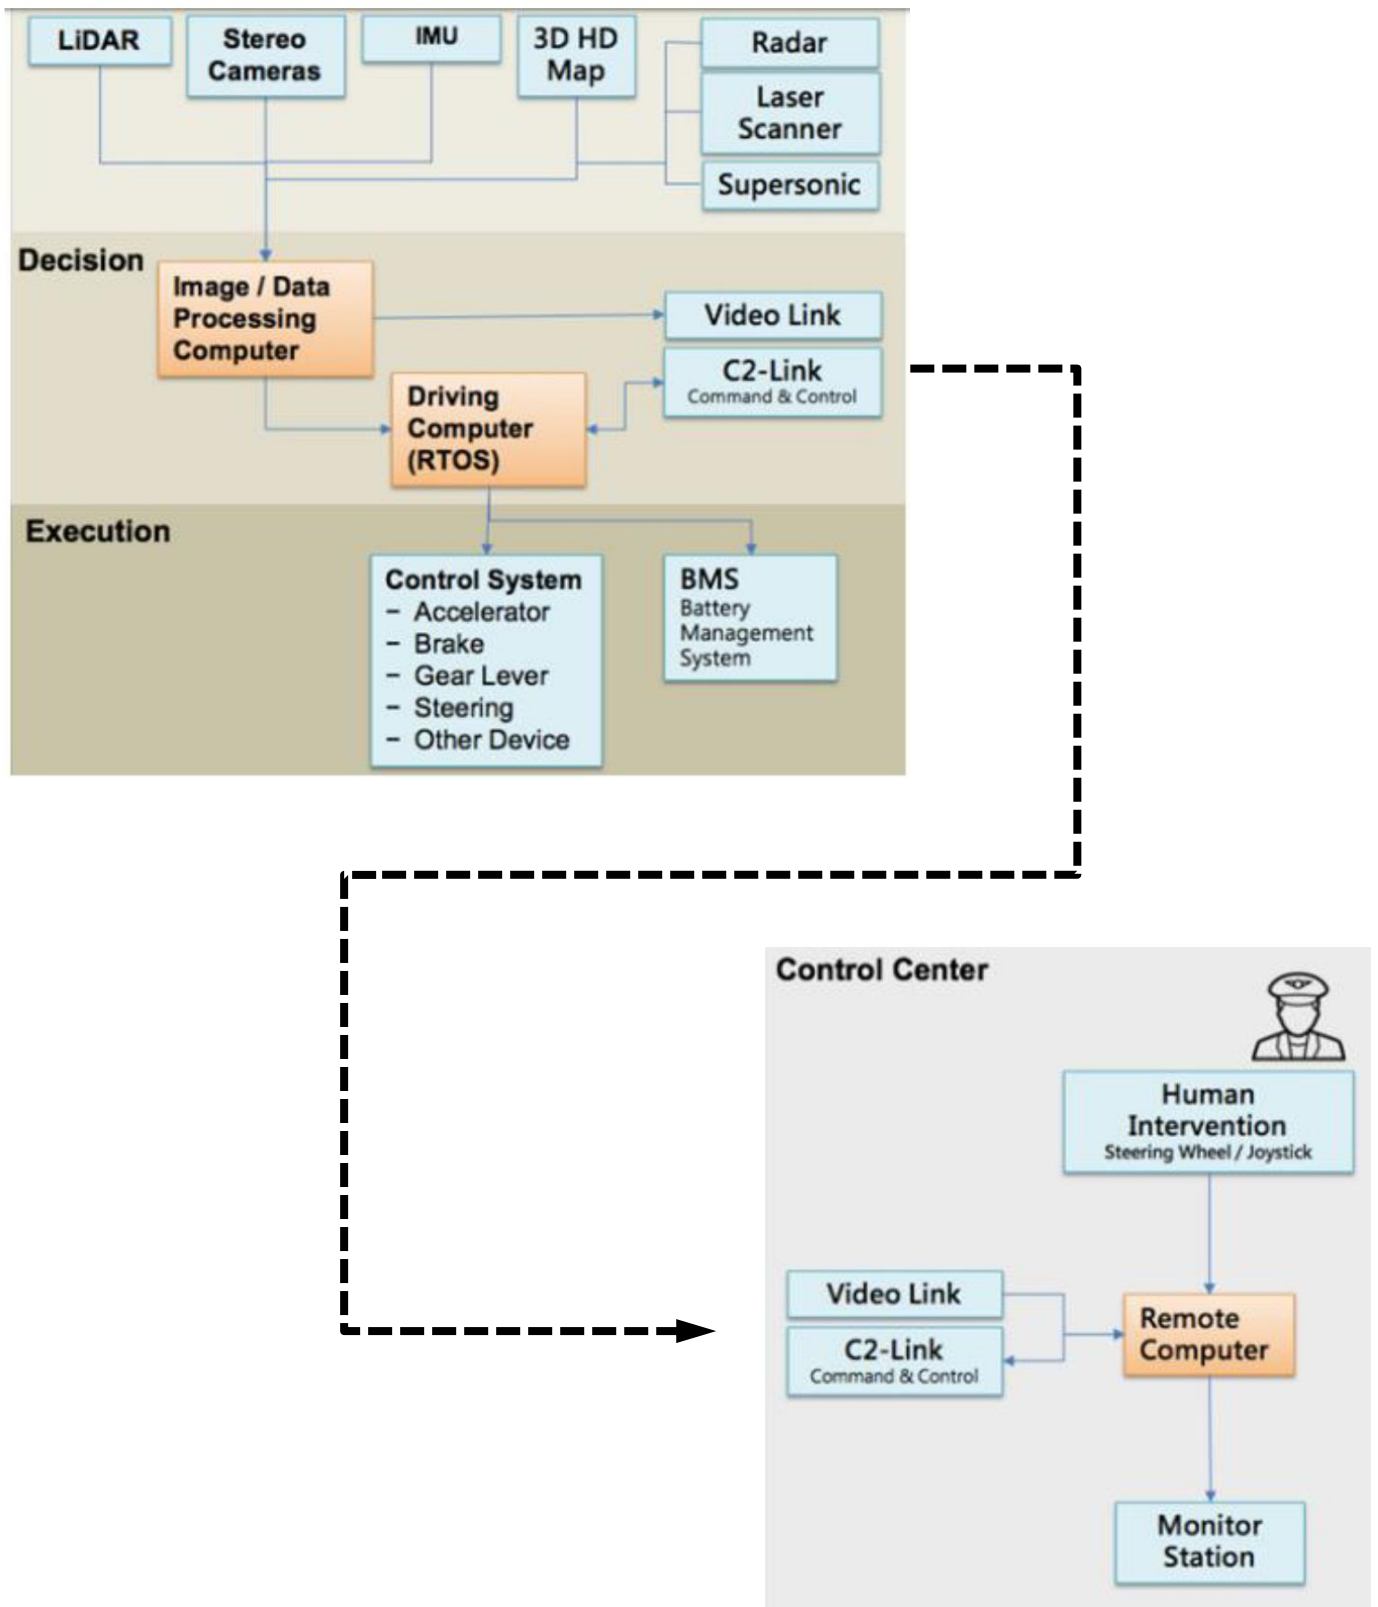 LiDAR
Stereo
Cameras
IMU
3D HD
Map
Radar
Laser
Scanner
Supersonic
Decision
Image / Data
Processing
Computer
Video Link
C2-Link
Command & Control
Driving
Computer
(RTOS)
Execution
Control System
– Accelerator
– Brake
– Gear Lever
– Steering
– Other Device
BMS
Battery
Management
System
Control Center
Human
Intervention
Steering Wheel / Joystick
Video Link
C2-Link
Command & Control
Remote
Computer
Monitor
Station